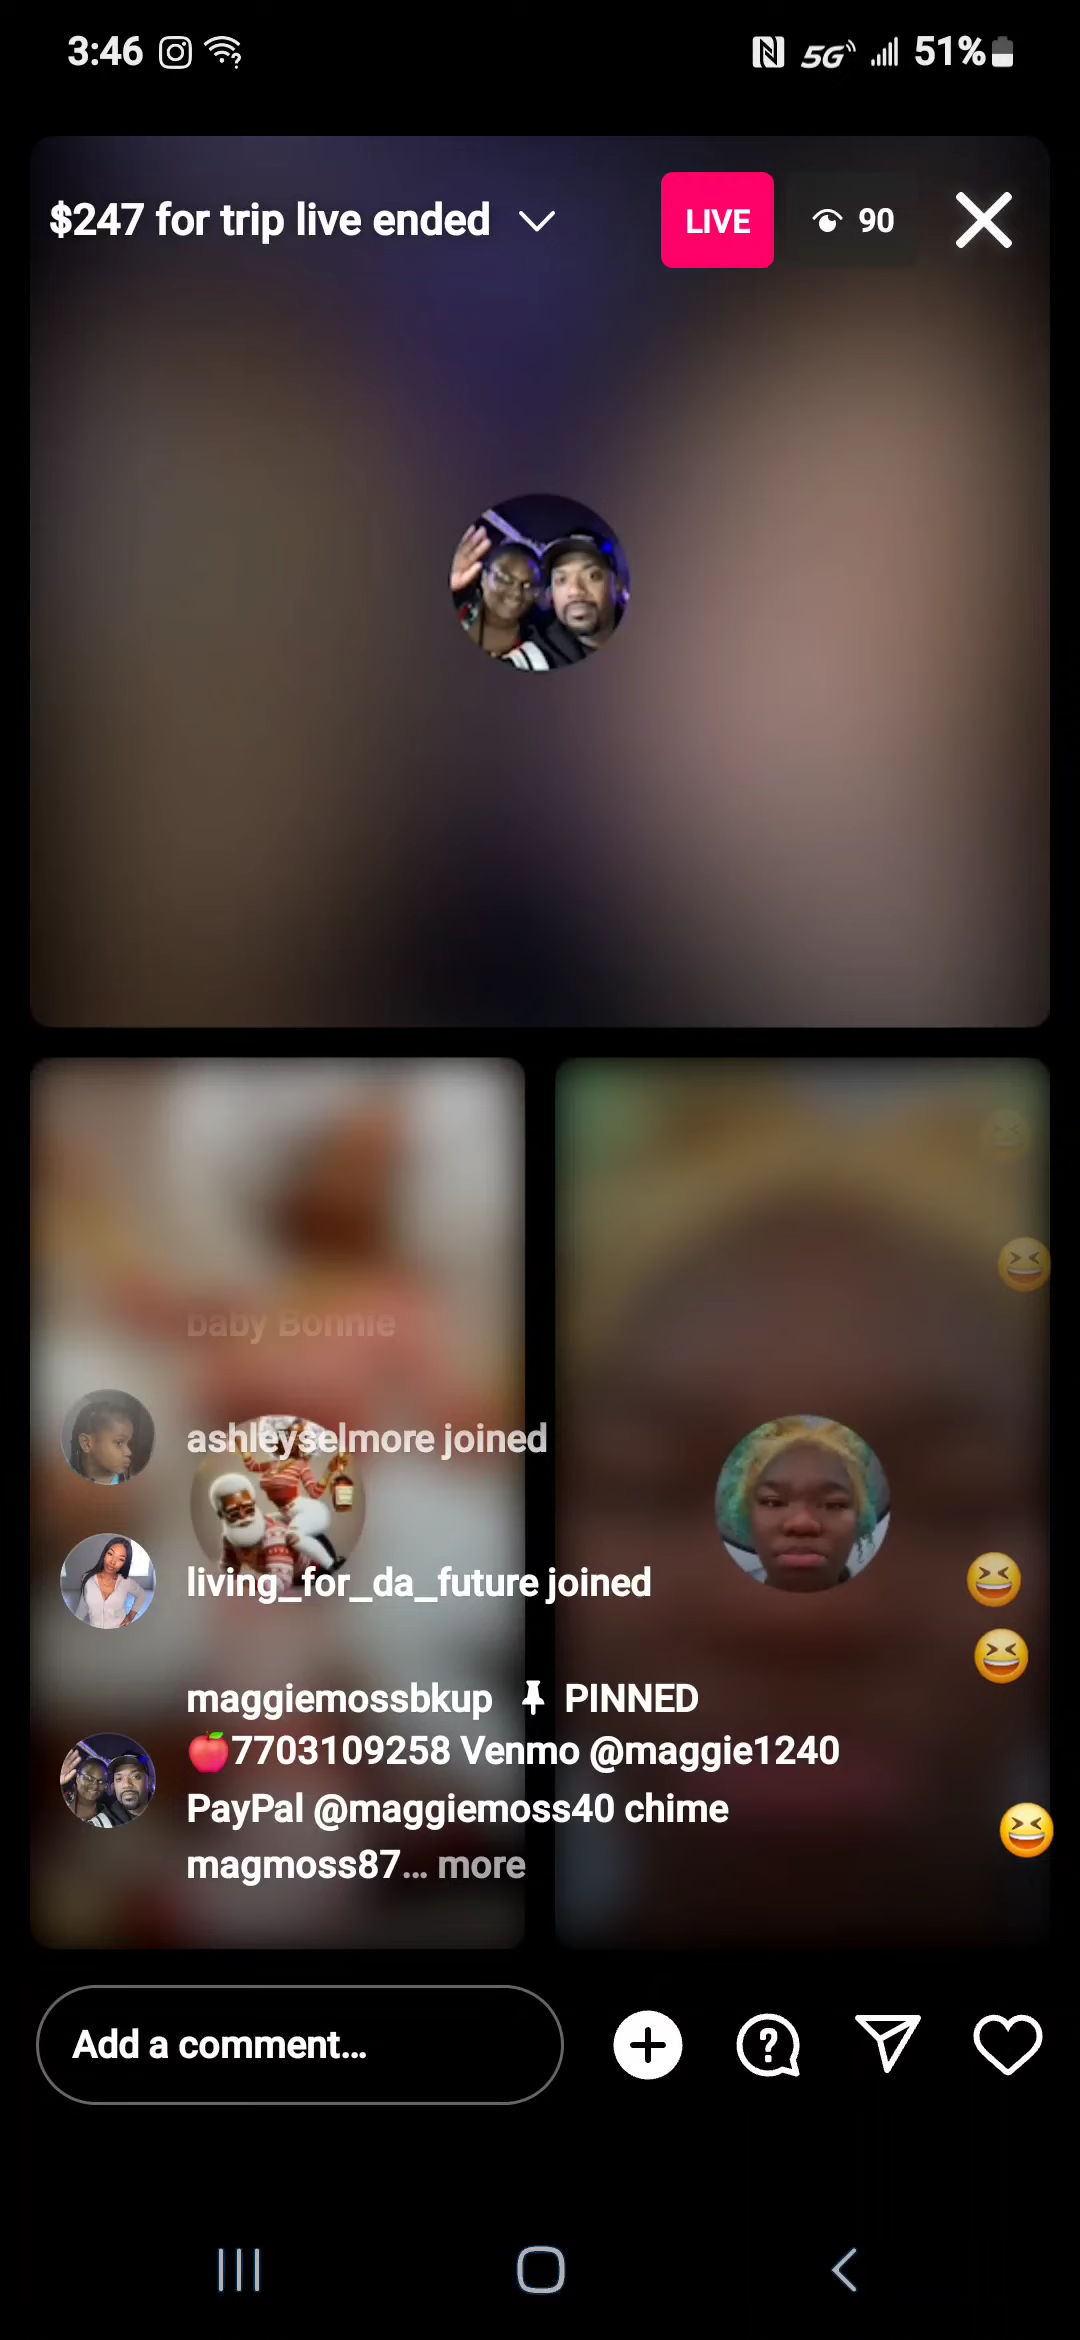 3:46 5G 51%
$247 for trip live ended LIVE 90
baby Bonnie
ashleyselmore joined
living_for_da_future joined
maggiemossbkup PINNED
🍎7703109258 Venmo @maggie1240
PayPal @maggiemoss40 chime
magmoss87... more
Add a comment...